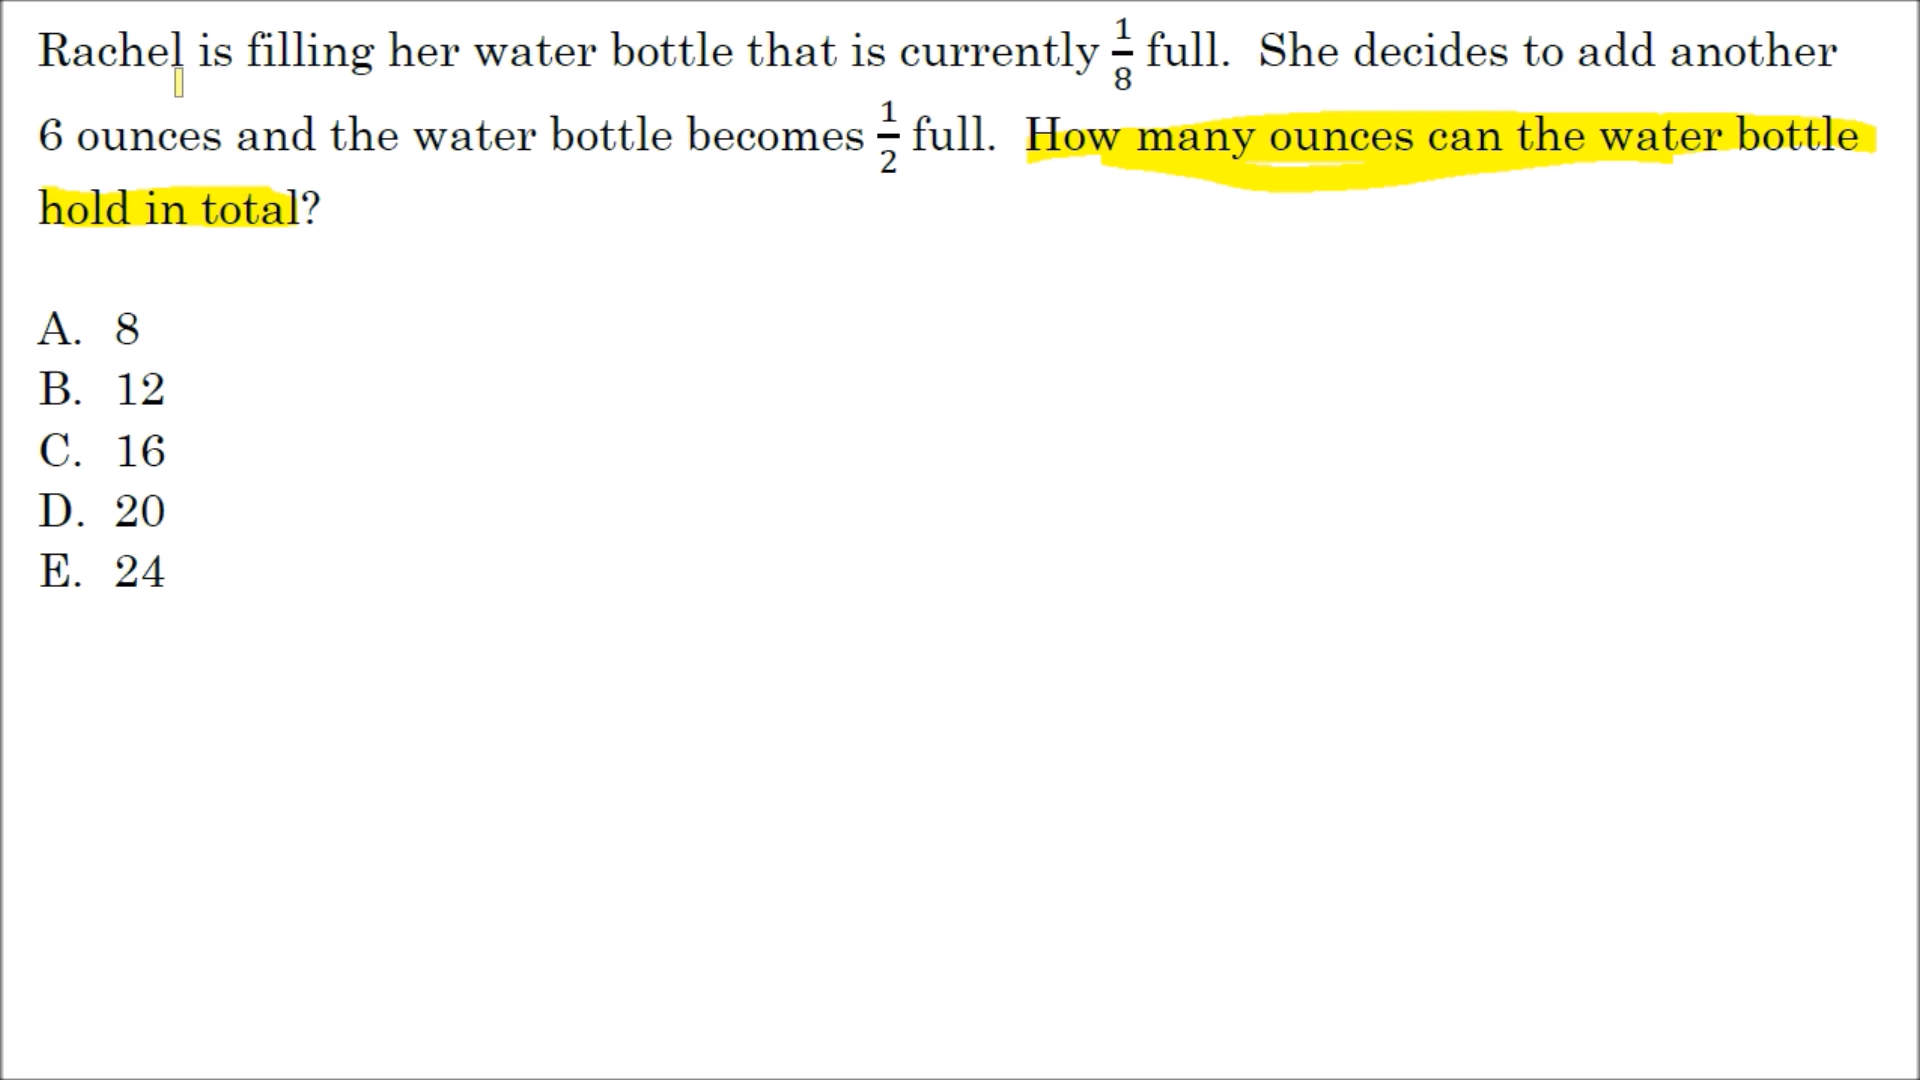 Rachel is filling her water bottle that is currently 1/8 full. She decides to add another
6 ounces and the water bottle becomes 1/2 full. How many ounces can the water bottle
hold in total?
A. 8
B. 12
C. 16
D. 20
E. 24